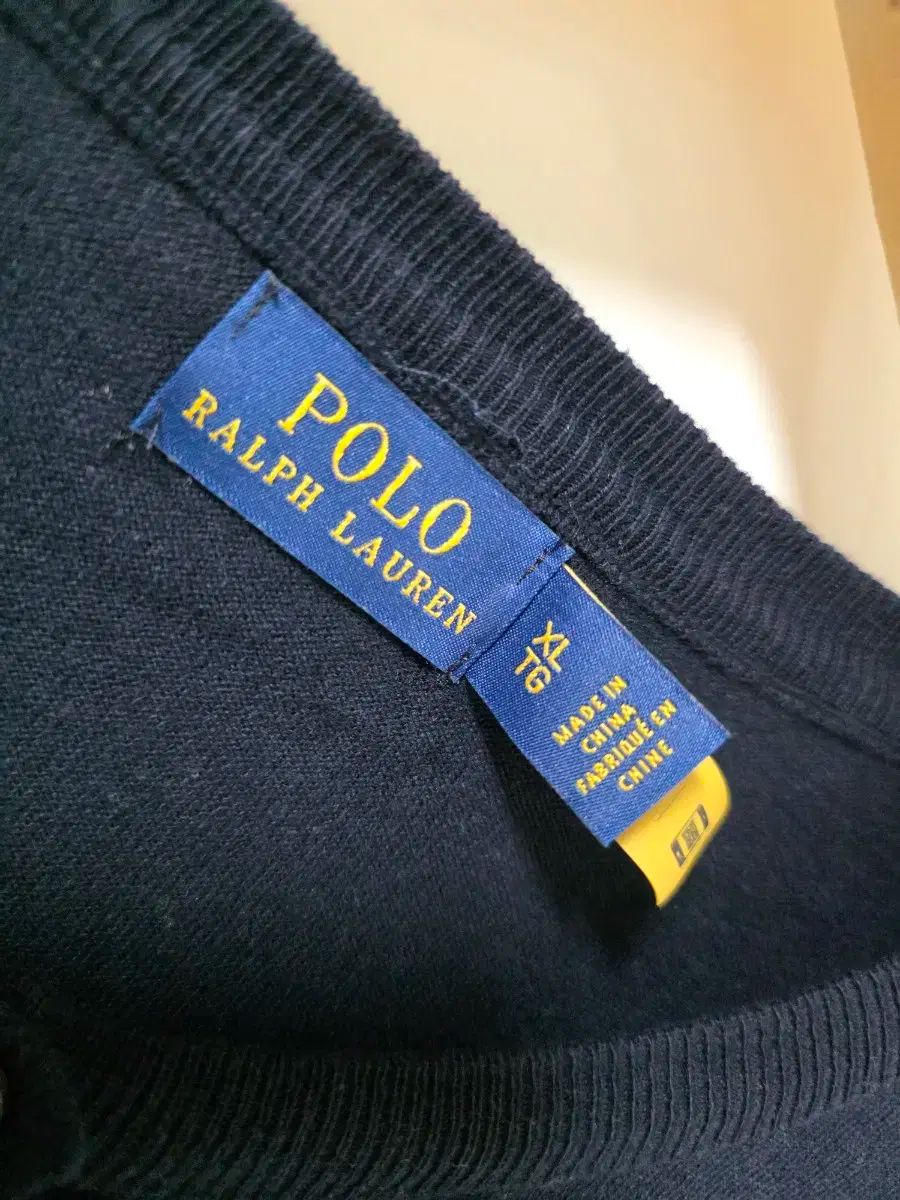 POLO
RALPH LAUREN
XL
TG
MADE IN
CHINA
FABRIQUÉ EN
CHINE